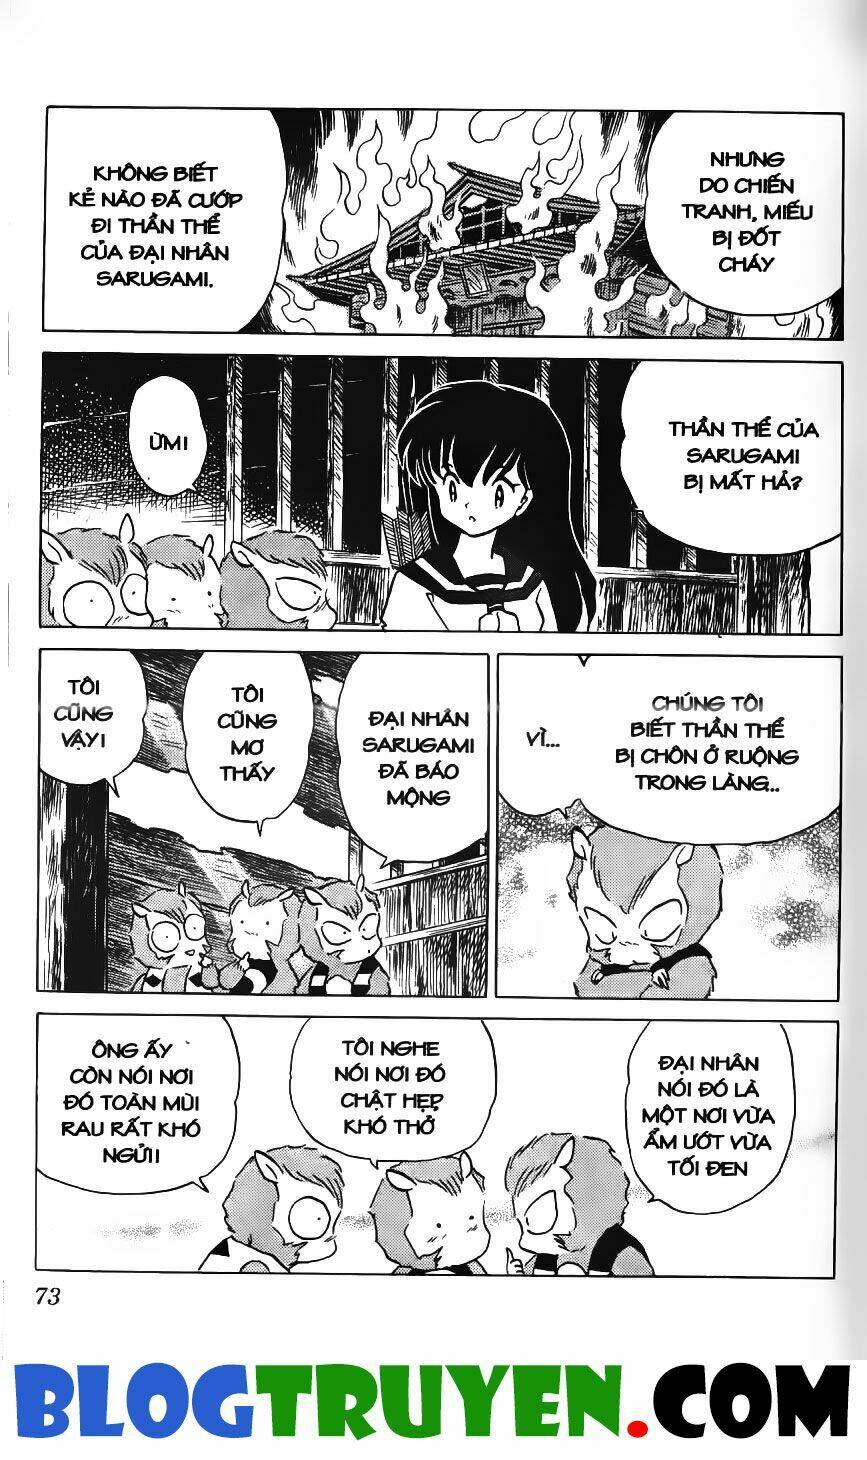 NHƯNG
DO CHIẾN
TRANH, MIẾU
BỊ ĐỐT
CHÁY
KHÔNG BIẾT
KẺ NÀO ĐÃ CƯỚP
ĐI THẦN THỂ
CỦA ĐẠI NHÂN
SARUGAMI.
THẦN THỂ CỦA
SARUGAMI
BỊ MẤT HẢ?
ỪM!
CHÚNG TÔI
BIẾT THẦN THỂ
BỊ CHÔN Ở RUỘNG
TRONG LÀNG..
VÌ...
ĐẠI NHÂN
SARUGAMI
ĐÃ BÁO
MỘNG
TÔI
CŨNG
MƠ
THẤY
TÔI
CŨNG
VẬY!
ĐẠI NHÂN
NÓI ĐÓ LÀ
MỘT NƠI VỪA
ẨM ƯỚT VỪA
TỐI ĐEN
TÔI NGHE
NÓI NƠI ĐÓ
CHẬT HẸP,
KHÓ THỞ
ÔNG ẤY
CÒN NÓI NƠI
ĐÓ TOÀN MÙI
RAU RẤT KHÓ
NGỬI!
73
BLOGTRUYEN.COM